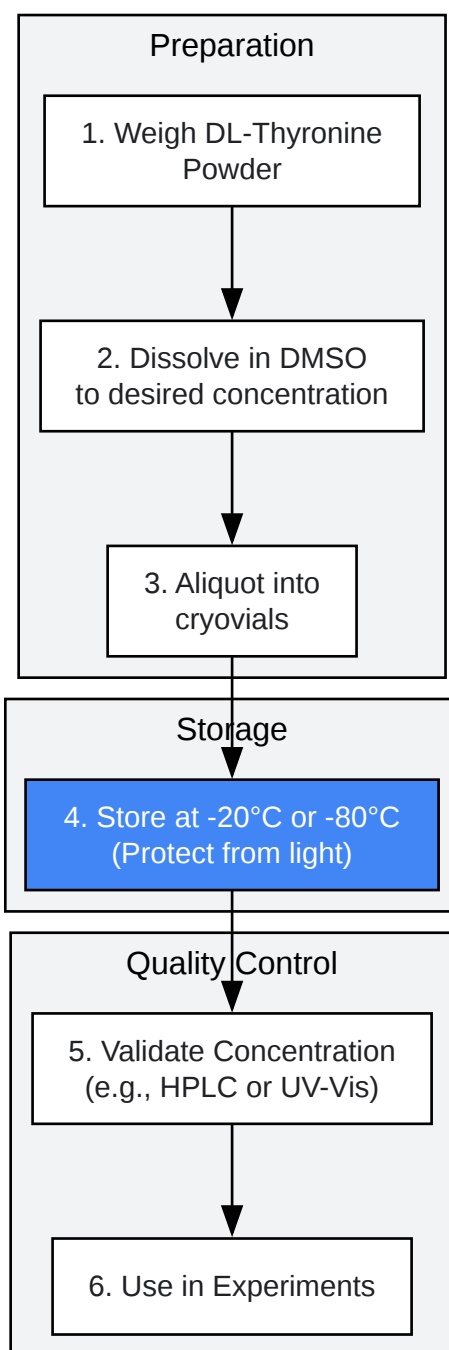 Preparation
1. Weigh DL-Thyronine
Powder
2. Dissolve in DMSO
to desired concentration
3. Aliquot into
cryovials
Storage
4. Store at -20°C or -80°C
(Protect from light)
Quality Control
5. Validate Concentration
(e.g., HPLC or UV-Vis)
6. Use in Experiments